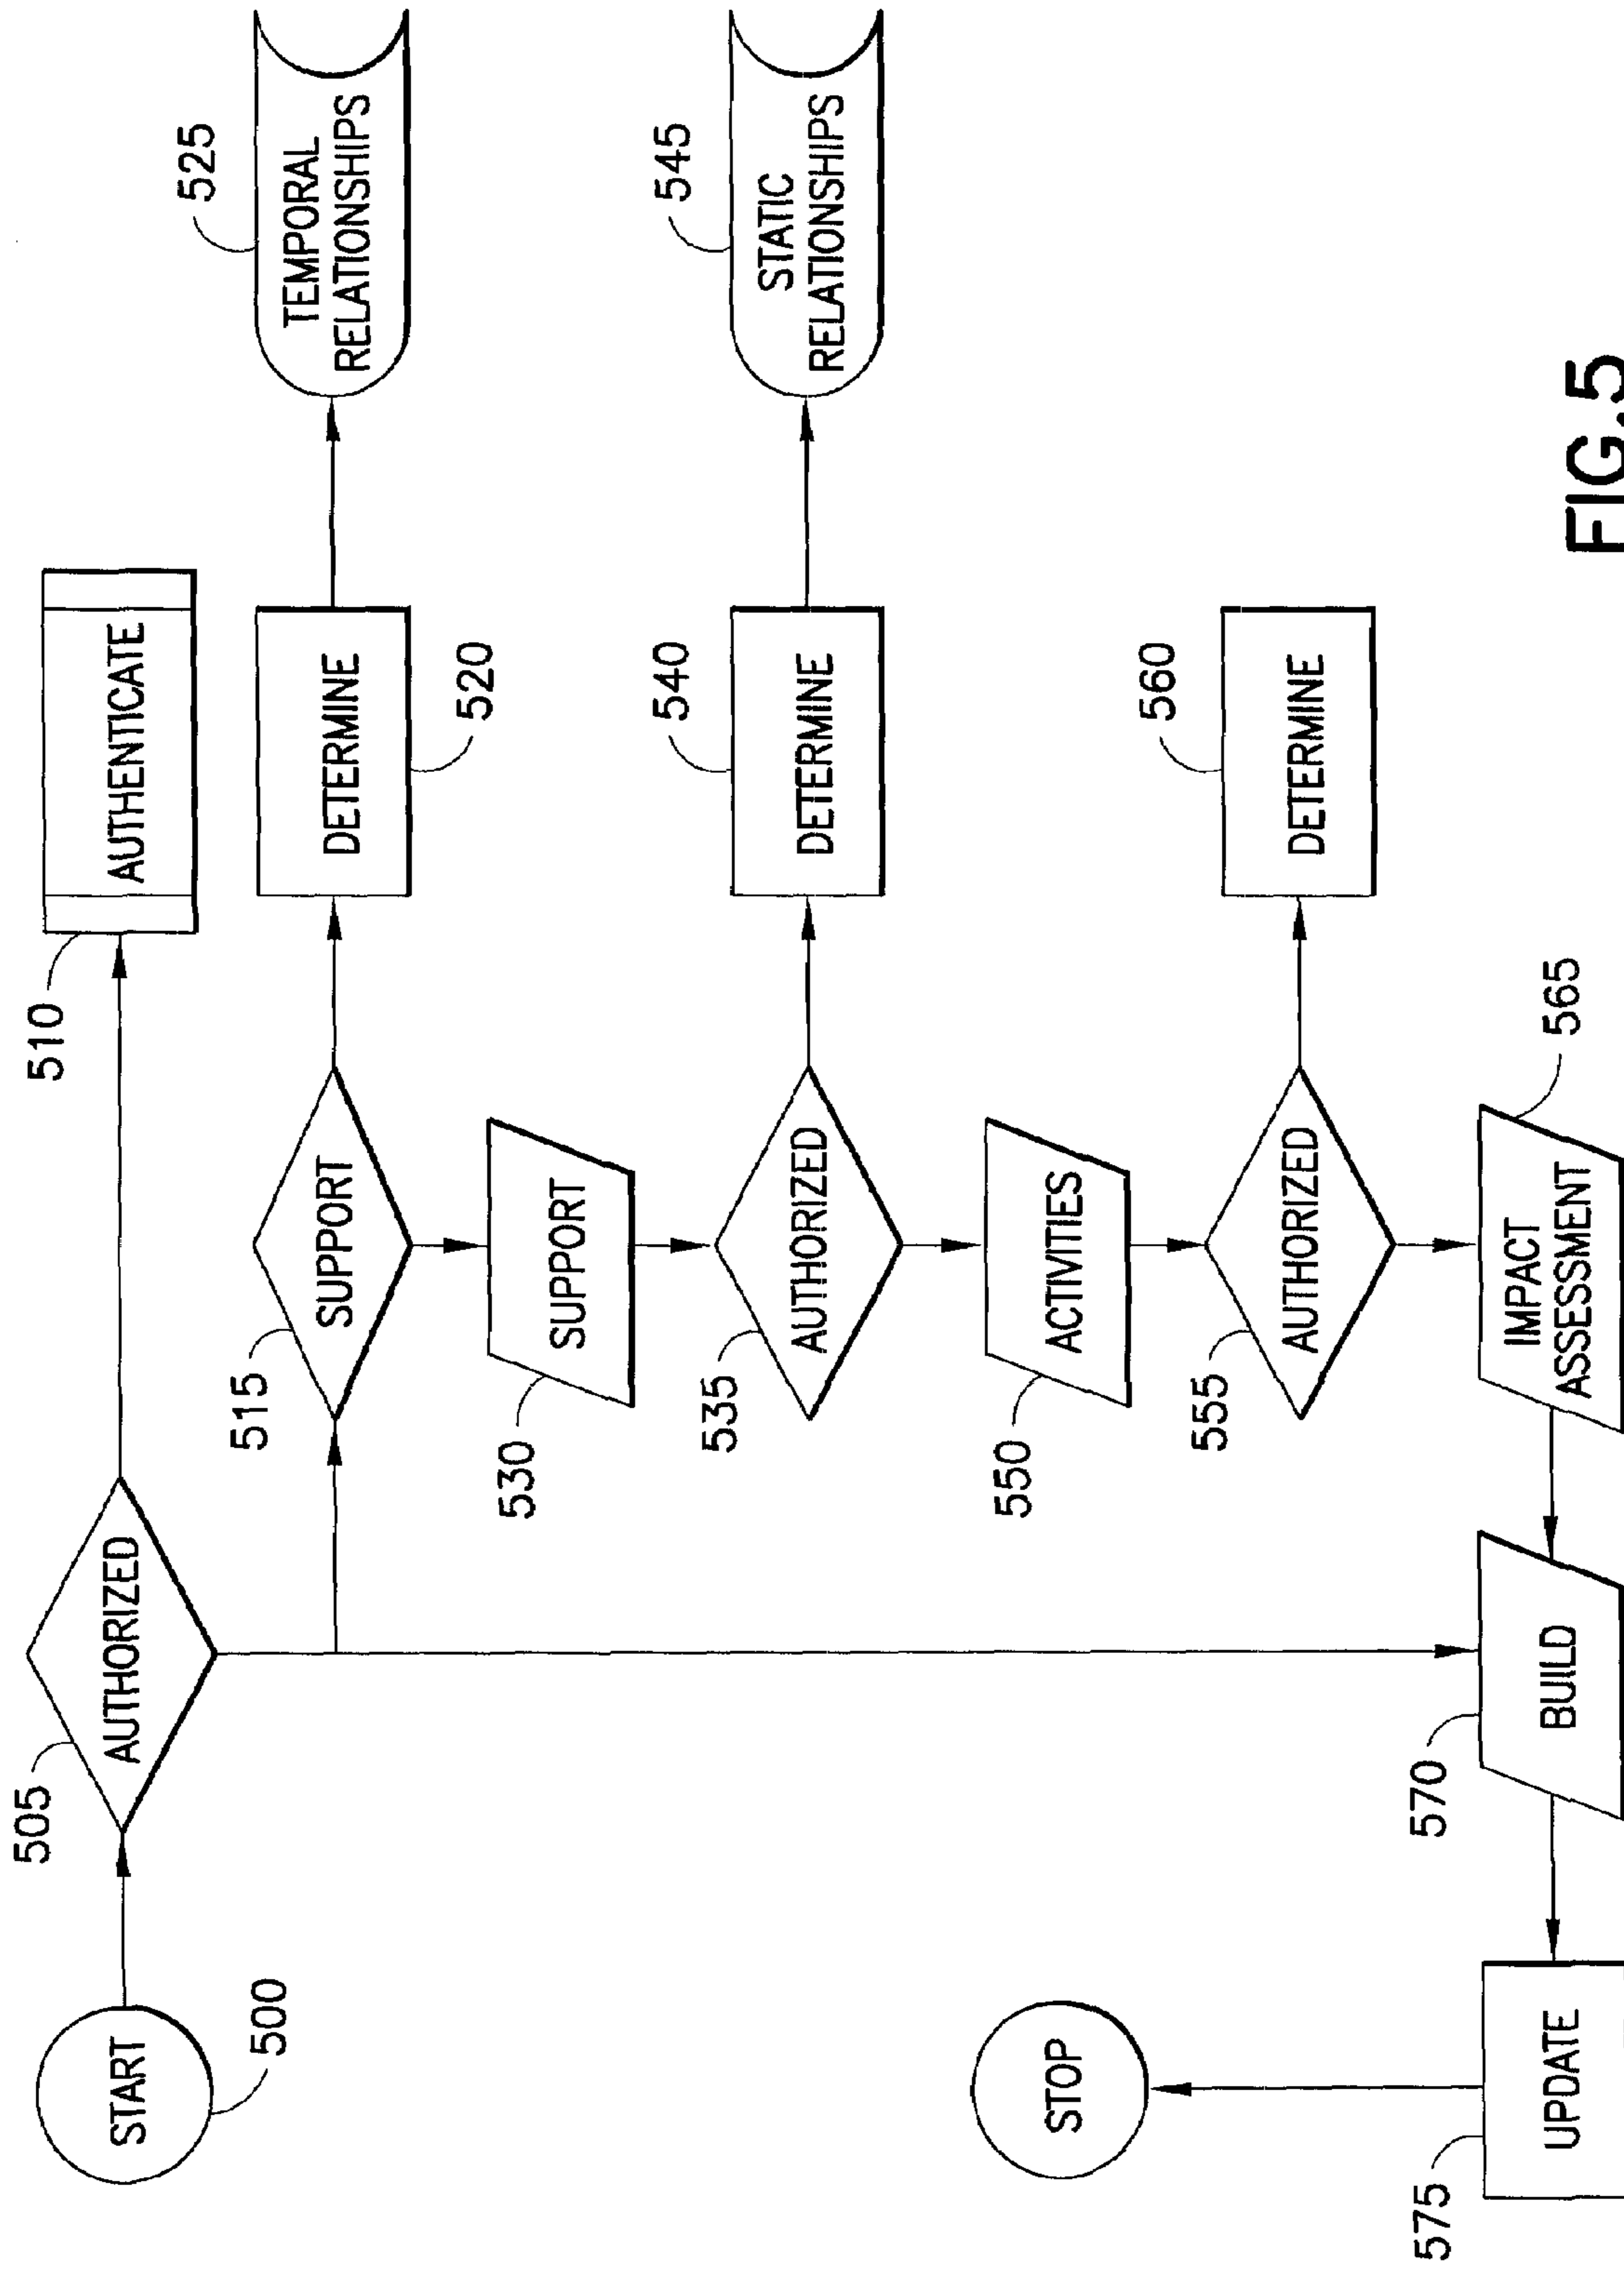 START
500
505
AUTHORIZED
510
AUTHENTICATE
515
SUPPORT
DETERMINE
520
525
TEMPORAL
RELATIONSHIPS
530
SUPPORT
535
AUTHORIZED
540
DETERMINE
545
STATIC
RELATIONSHIPS
550
ACTIVITIES
555
AUTHORIZED
560
DETERMINE
565
IMPACT
ASSESSMENT
570
BUILD
575
UPDATE
STOP
FIG.5